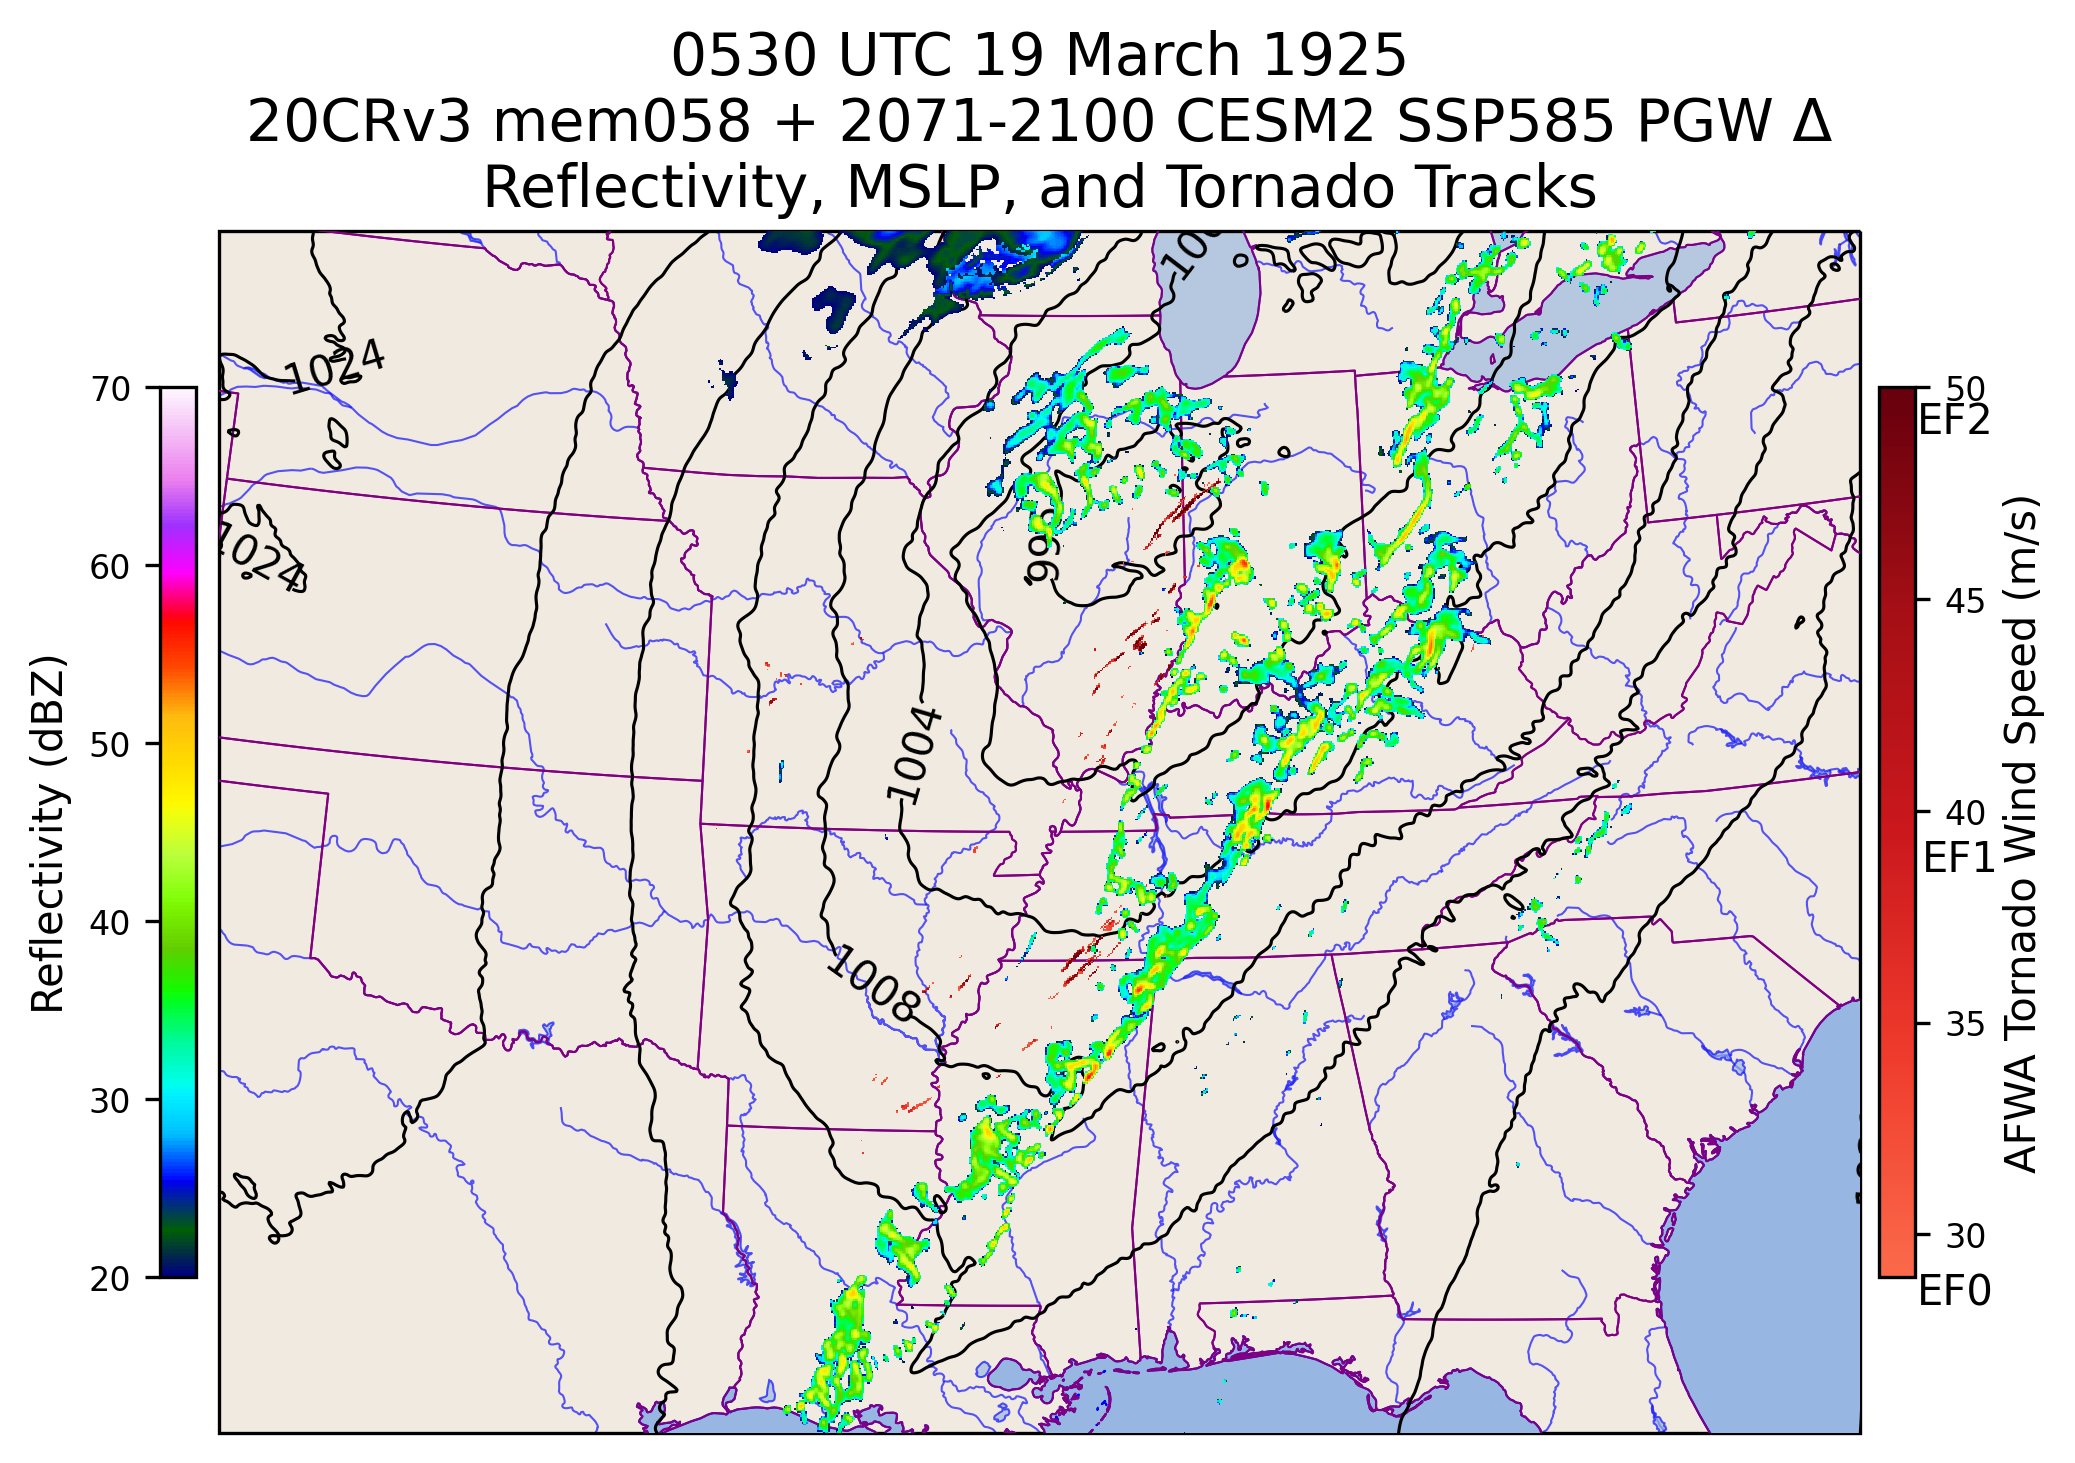 0530 UTC 19 March 1925
20CRv3 mem058 + 2071-2100 CESM2 SSP585 PGW Δ
Reflectivity, MSLP, and Tornado Tracks
1024
1024
1004
1008
Reflectivity (dBZ)
70
60
50
40
30
20
50
EF2
45
40
EF1
35
30
EF0
AFWA Tornado Wind Speed (m/s)